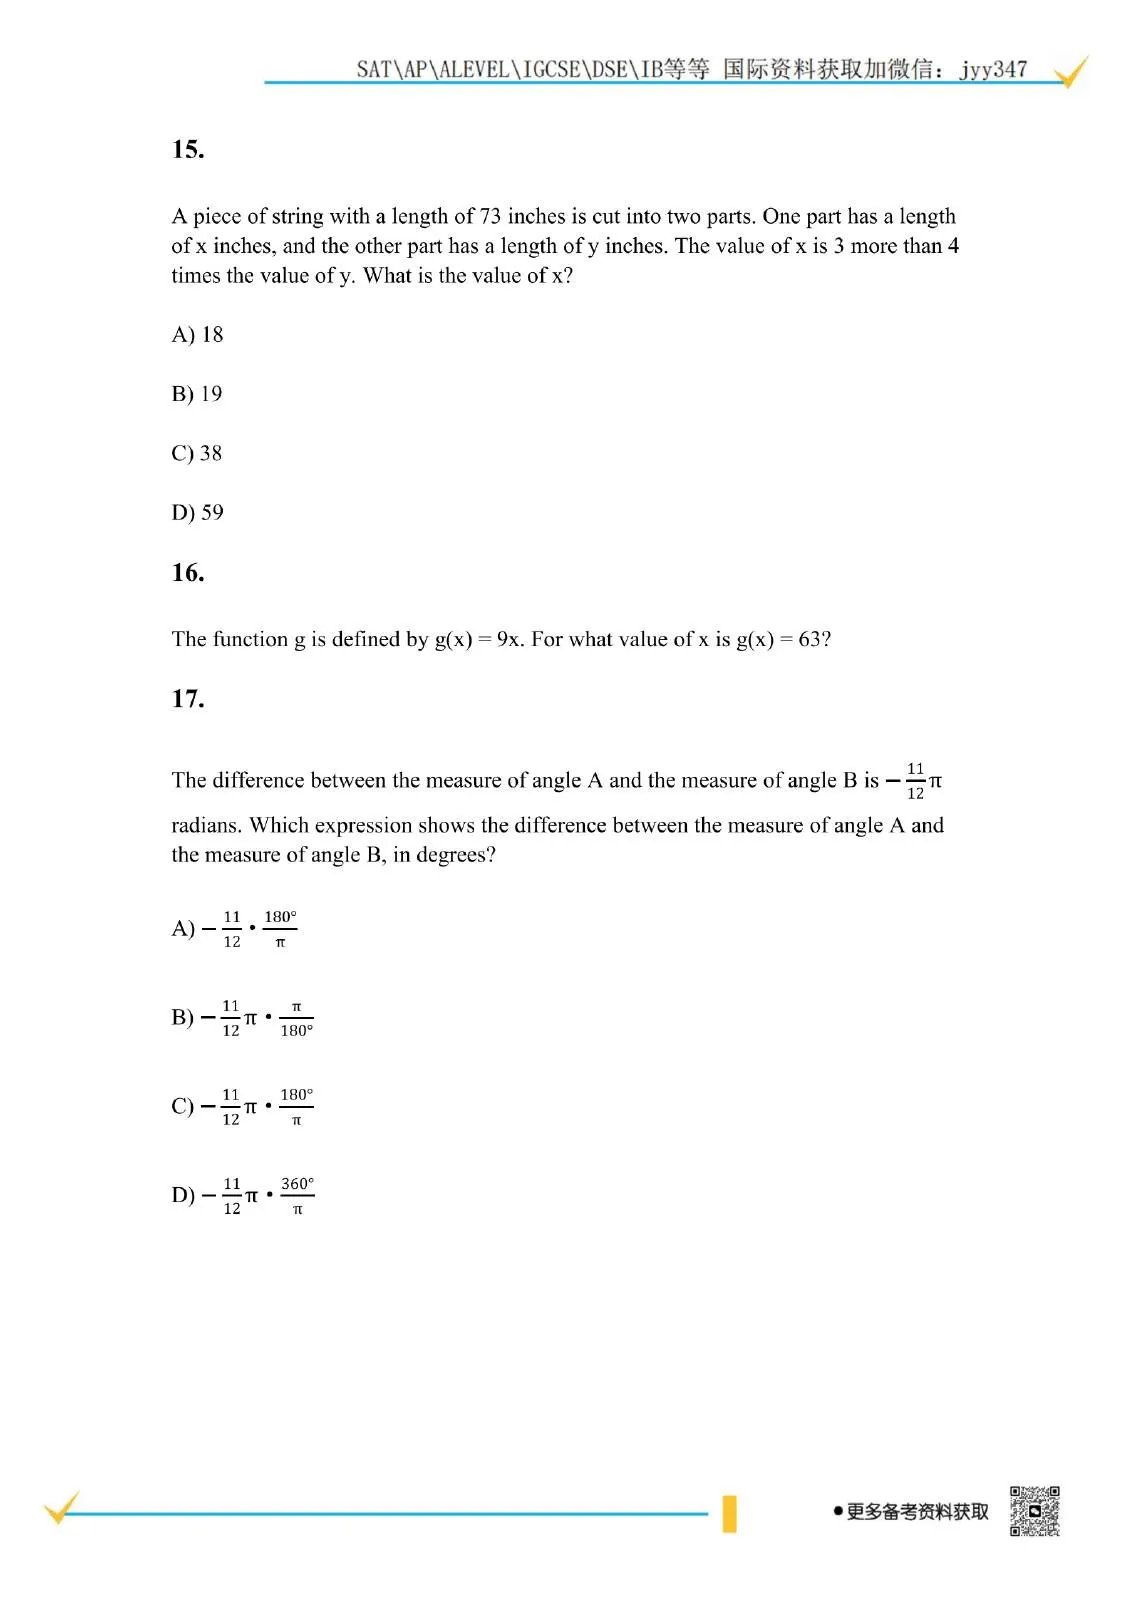 SAT\AP\ALEVEL\IGCSE\DSE\IB等等 国际资料获取加微信：jyy347
15.
A piece of string with a length of 73 inches is cut into two parts. One part has a length
of x inches, and the other part has a length of y inches. The value of x is 3 more than 4
times the value of y. What is the value of x?
A) 18
B) 19
C) 38
D) 59
16.
The function g is defined by g(x) = 9x. For what value of x is g(x) = 63?
17.
The difference between the measure of angle A and the measure of angle B is −11/12π
radians. Which expression shows the difference between the measure of angle A and
the measure of angle B, in degrees?
A) −11/12 • 180°/π
B) −11/12π • π/180°
C) −11/12π • 180°/π
D) −11/12π • 360°/π
•更多备考资料获取